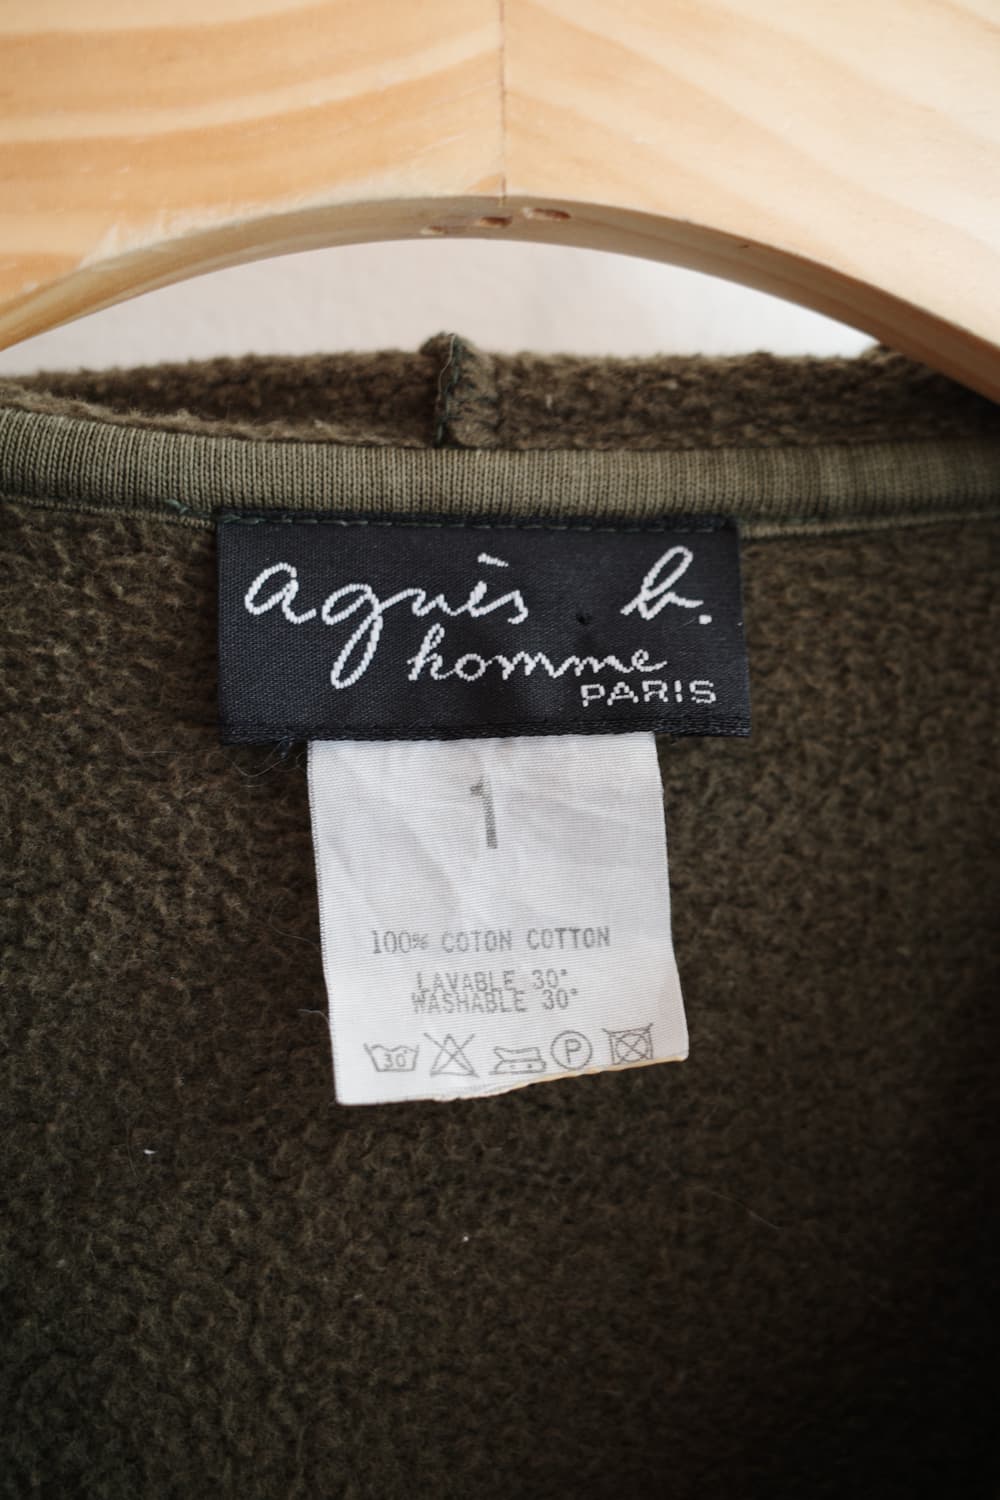 agnès b.
homme
PARIS
1
100% COTON COTTON
LAVABLE 30°
WASHABLE 30°
30° P